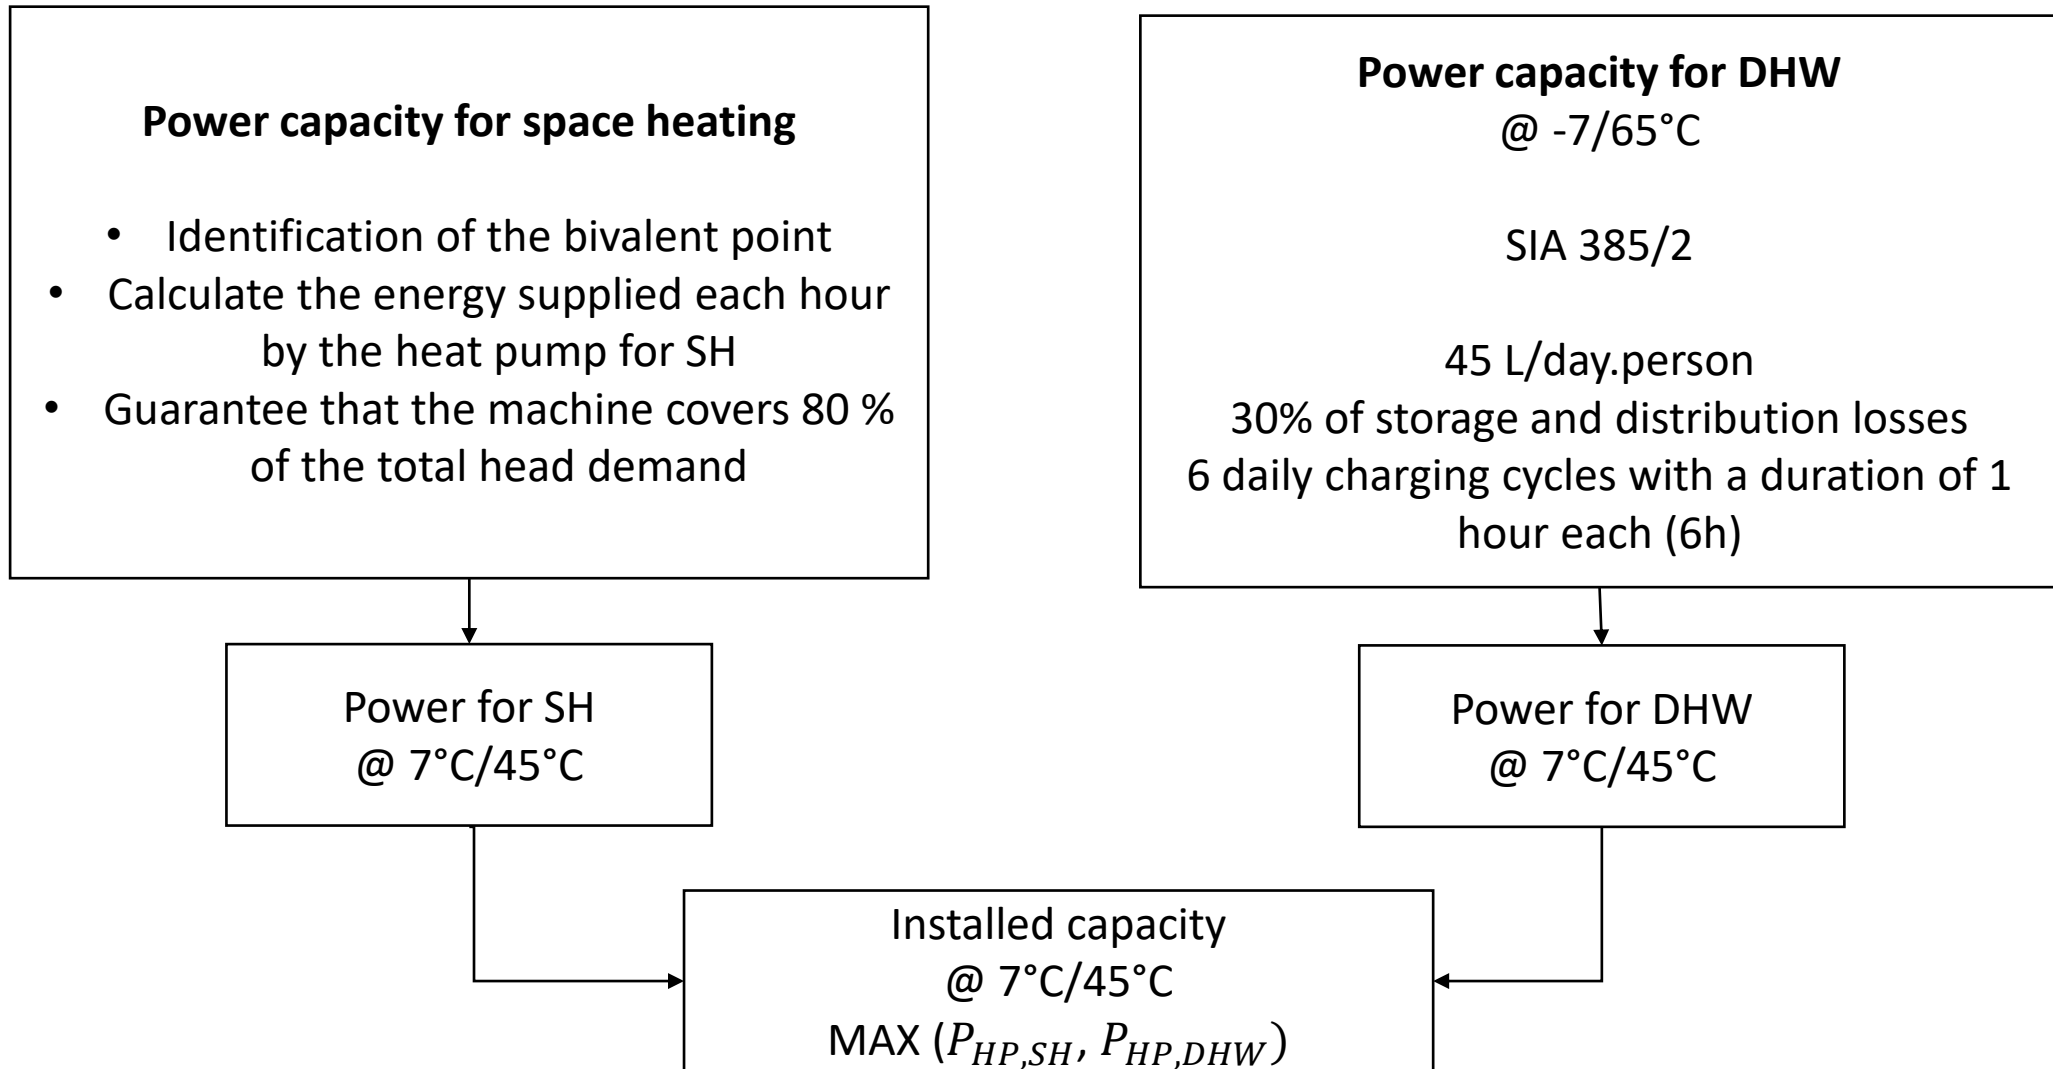 Power capacity for space heating
• Identification of the bivalent point
• Calculate the energy supplied each hour
by the heat pump for SH
• Guarantee that the machine covers 80 %
of the total head demand
Power capacity for DHW
@ -7/65°C
SIA 385/2
45 L/day.person
30% of storage and distribution losses
6 daily charging cycles with a duration of 1
hour each (6h)
Power for SH
@ 7°C/45°C
Power for DHW
@ 7°C/45°C
Installed capacity
@ 7°C/45°C
MAX (P_{HP,SH}, P_{HP,DHW})